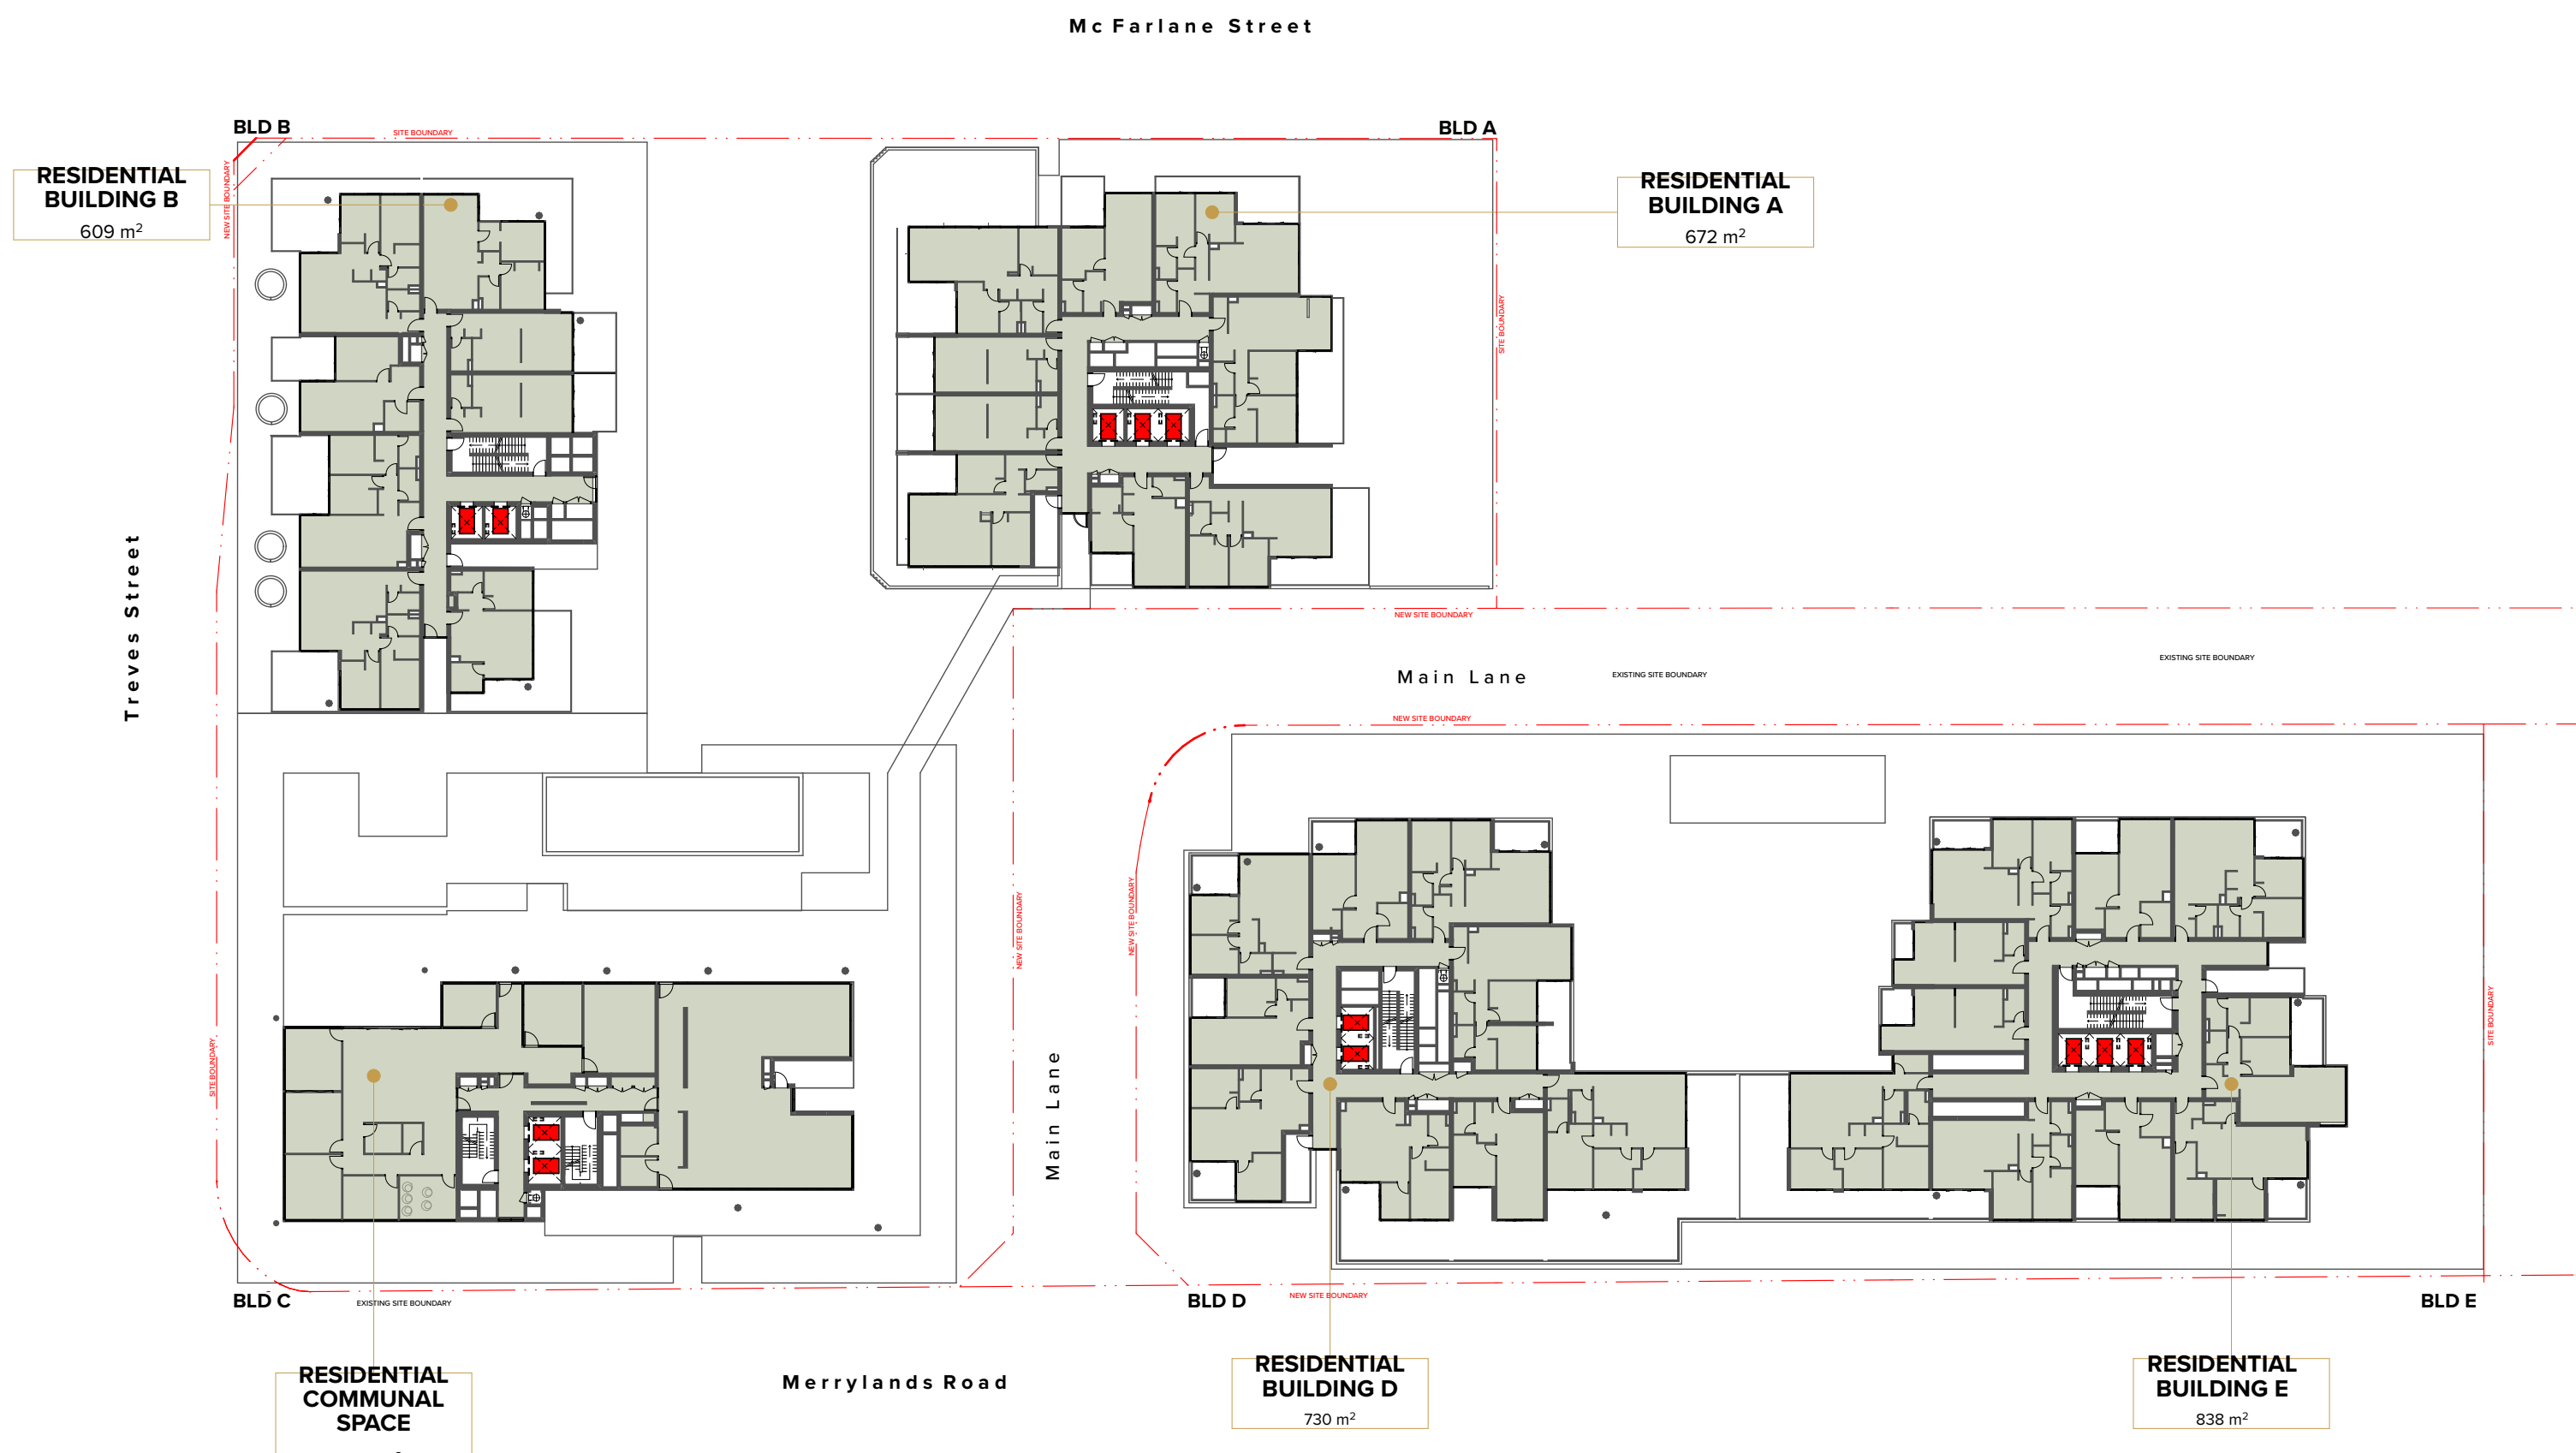 Mc Farlane Street
BLD B
SITE BOUNDARY
BLD A
RESIDENTIAL
BUILDING B
609 m²
NEW SITE BOUNDARY
RESIDENTIAL
BUILDING A
672 m²
SITE BOUNDARY
Treves Street
NEW SITE BOUNDARY
Main Lane
EXISTING SITE BOUNDARY
EXISTING SITE BOUNDARY
NEW SITE BOUNDARY
NEW SITE BOUNDARY
NEW SITE BOUNDARY
SITE BOUNDARY
SITE BOUNDARY
Main Lane
BLD C
EXISTING SITE BOUNDARY
BLD D
NEW SITE BOUNDARY
BLD E
RESIDENTIAL
COMMUNAL
SPACE
Merrylands Road
RESIDENTIAL
BUILDING D
730 m²
RESIDENTIAL
BUILDING E
838 m²